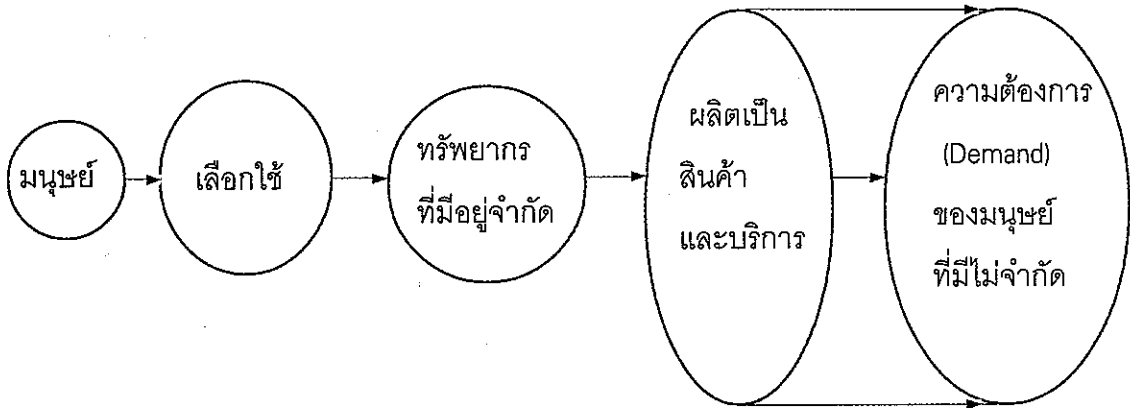 มนุษย์
เลือกใช้
ทรัพยากร
ที่มีอยู่จำกัด
ผลิตเป็น
สินค้า
และบริการ
ความต้องการ
(Demand)
ของมนุษย์
ที่มีไม่จำกัด